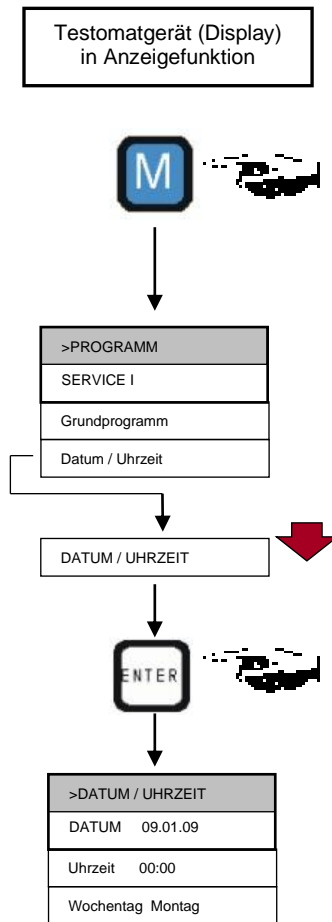 Testomatgerät (Display)
in Anzeigefunktion
M
>PROGRAMM
SERVICE I
Grundprogramm
Datum / Uhrzeit
DATUM / UHRZEIT
ENTER
>DATUM / UHRZEIT
DATUM 09.01.09
Uhrzeit 00:00
Wochentag Montag